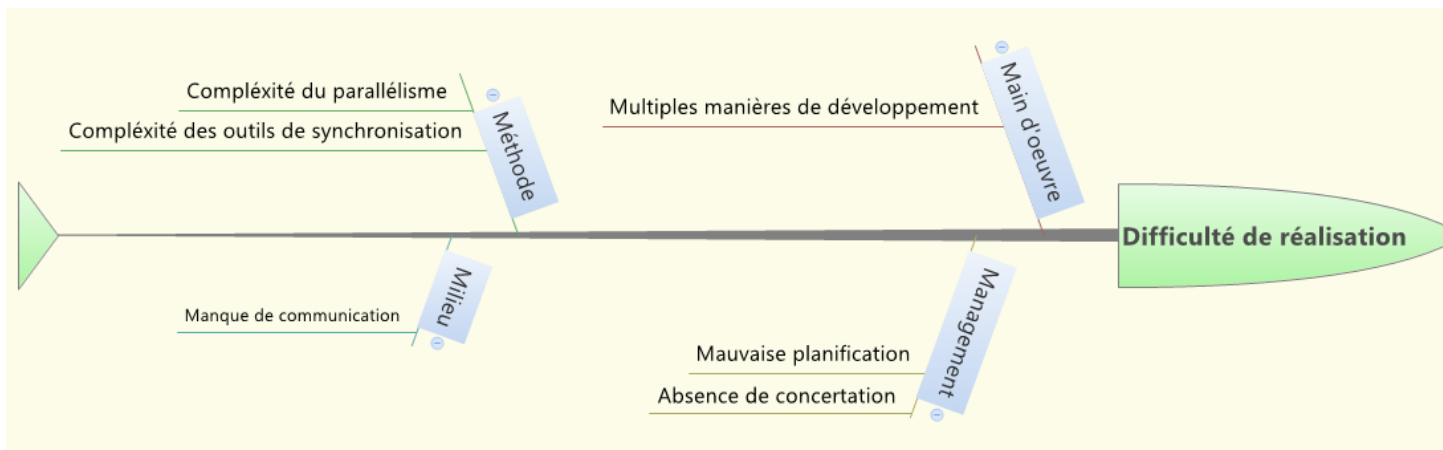 Compléxité du parallélisme
Compléxité des outils de synchronisation
Méthode
Multiples manières de développement
Main d'oeuvre
Difficulté de réalisation
Manque de communication
Milieu
Mauvaise planification
Absence de concertation
Management